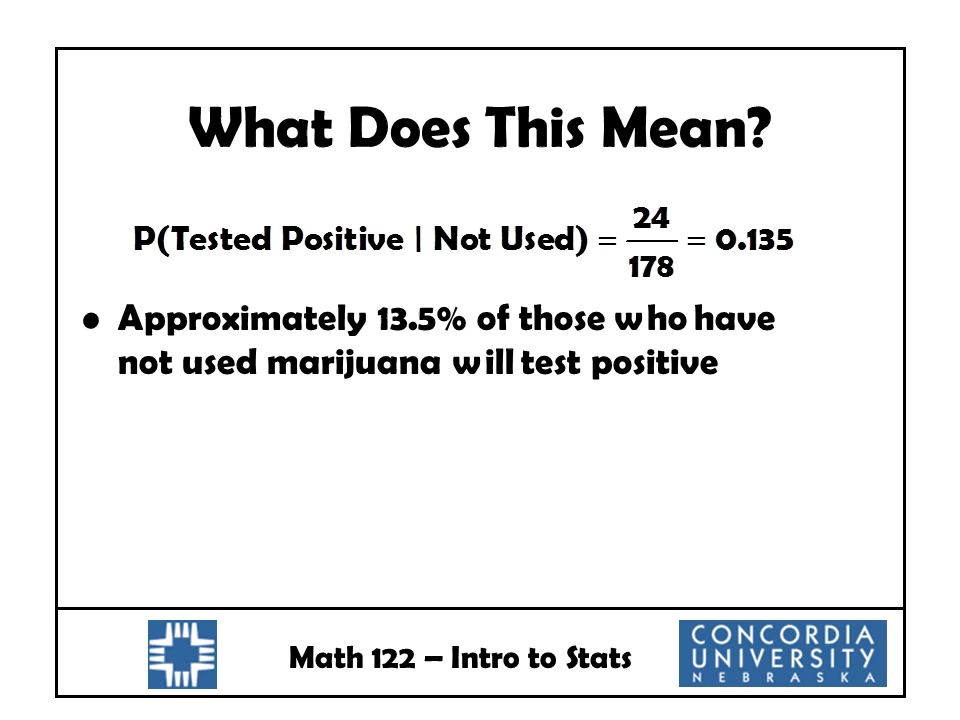 What Does This Mean?
P(Tested Positive | Not Used) = 24/178 = 0.135
• Approximately 13.5% of those who have
not used marijuana will test positive
Math 122 – Intro to Stats
CONCORDIA
UNIVERSITY
NEBRASKA